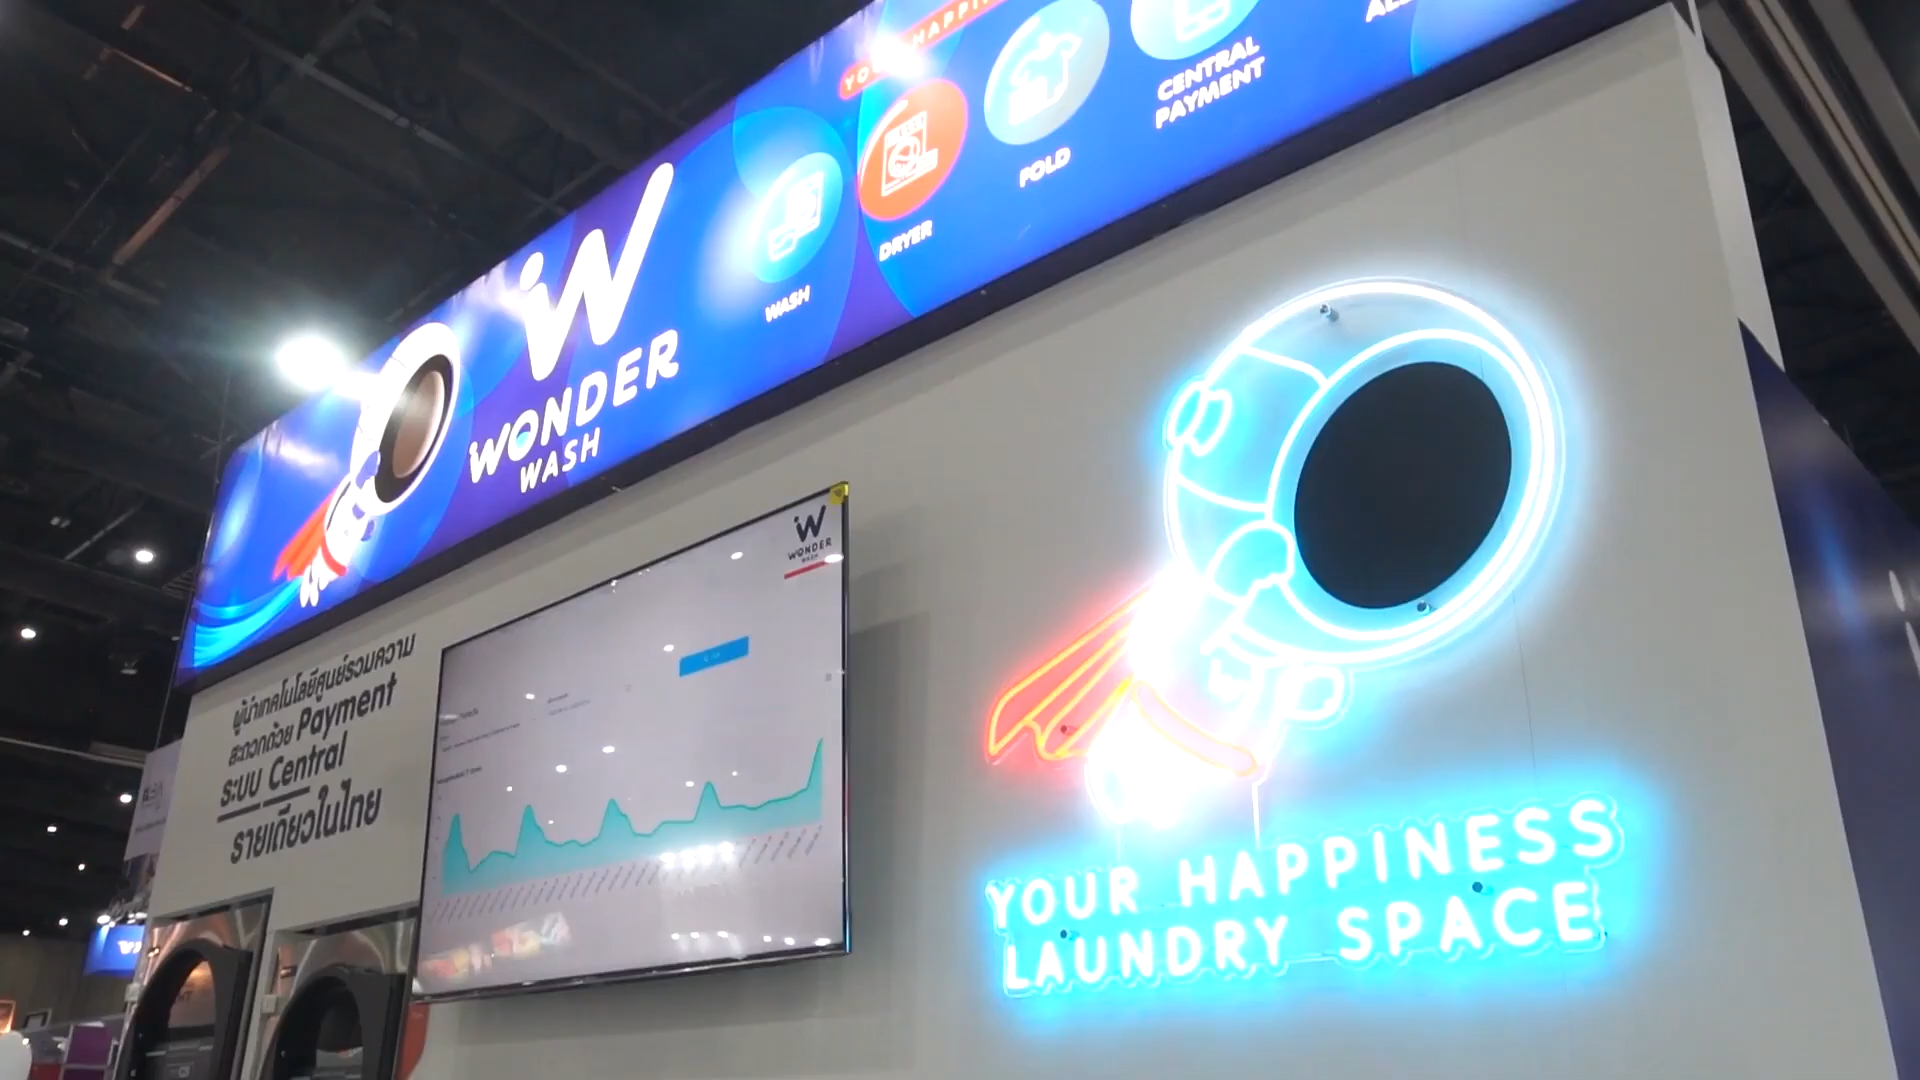 YOUR HAPPIN
WASH
DRYER
FOLD
CENTRAL
PAYMENT
W
WONDER
WASH
ผู้นำเทคโนโลยีศูนย์รวมความ
สะดวกด้วย Payment
ระบบ Central
รายเดียวในไทย
W
WONDER
WASH
YOUR HAPPINESS
LAUNDRY SPACE